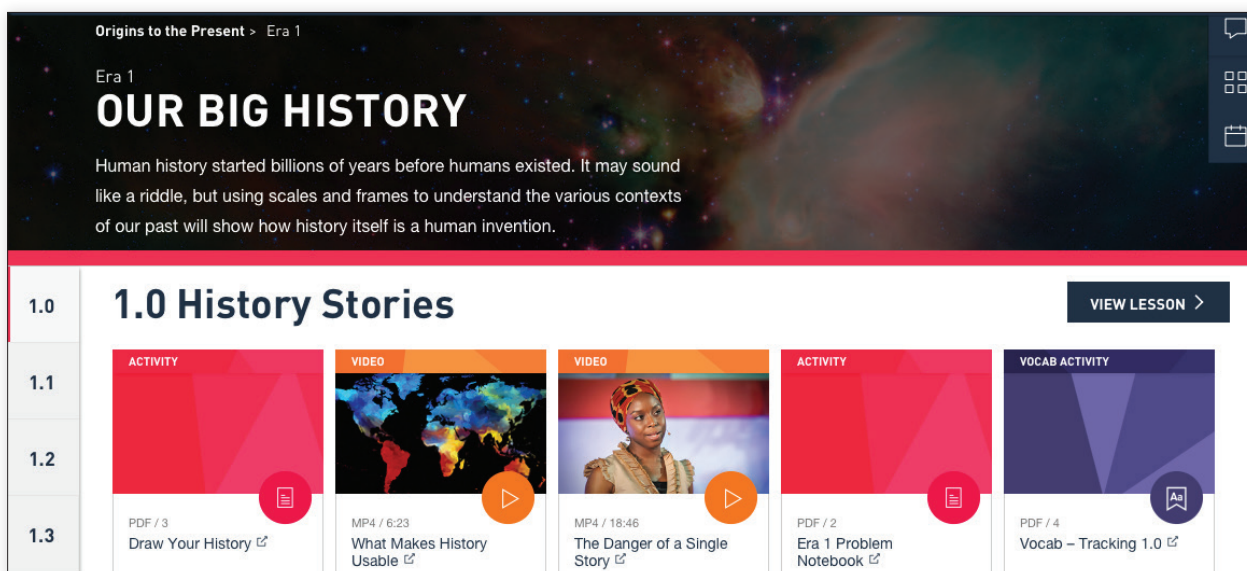 Origins to the Present > Era 1
Era 1
OUR BIG HISTORY
Human history started billions of years before humans existed. It may sound
like a riddle, but using scales and frames to understand the various contexts
of our past will show how history itself is a human invention.
1.0
1.1
1.2
1.3
1.0 History Stories
VIEW LESSON >
ACTIVITY
PDF / 3
Draw Your History
VIDEO
MP4 / 6:23
What Makes History
Usable
VIDEO
MP4 / 18:46
The Danger of a Single
Story
ACTIVITY
PDF / 2
Era 1 Problem
Notebook
VOCAB ACTIVITY
Aa
PDF / 4
Vocab – Tracking 1.0